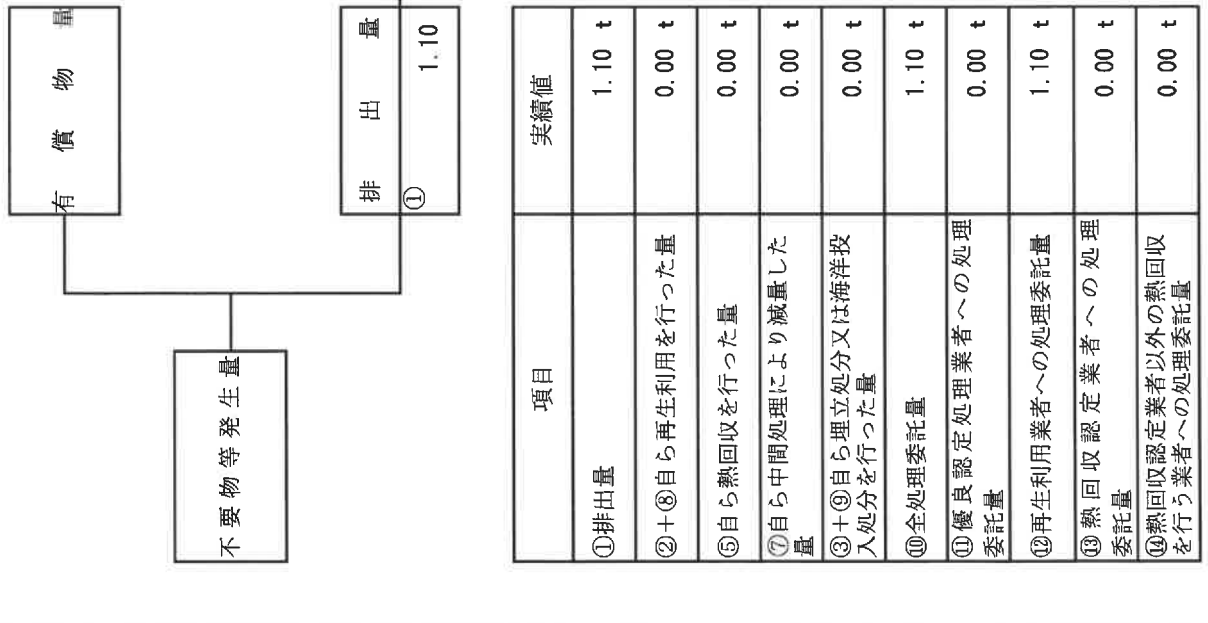 有償物量
排出量
① 1.10
不要物等発生量
項目 実績値
①排出量 1.10 t
②+⑧自ら再生利用を行った量 0.00 t
⑤自ら熱回収を行った量 0.00 t
⑦自ら中間処理により減量した
量 0.00 t
③+⑨自ら埋立処分又は海洋投
入処分を行った量 0.00 t
⑩全処理委託量 1.10 t
⑪優良認定処理業者への処理
委託量 0.00 t
⑫再生利用業者への処理委託量 1.10 t
⑬熱回収認定業者への処理
委託量 0.00 t
⑭熱回収認定業者以外の熱回収
を行う業者への処理委託量 0.00 t